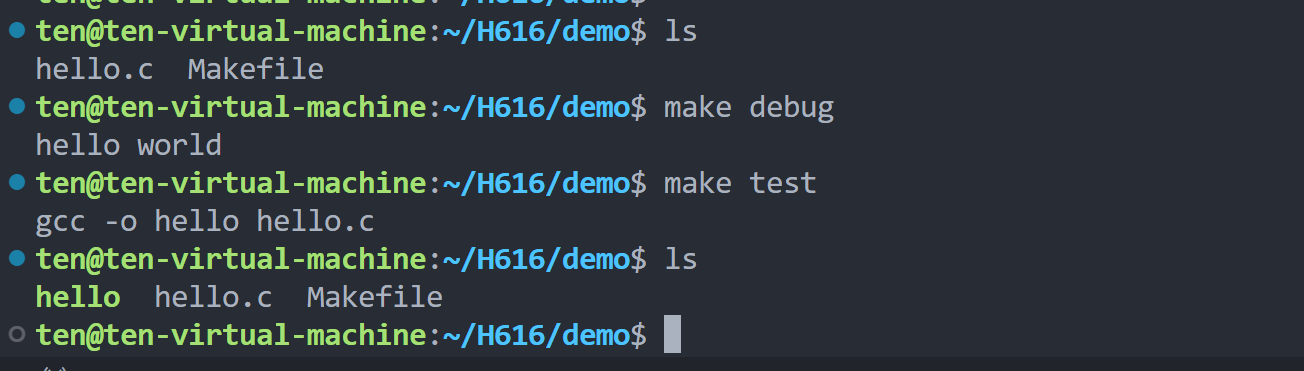 ten@ten-virtual-machine:~/H616/demo$ ls
hello.c  Makefile
ten@ten-virtual-machine:~/H616/demo$ make debug
hello world
ten@ten-virtual-machine:~/H616/demo$ make test
gcc -o hello hello.c
ten@ten-virtual-machine:~/H616/demo$ ls
hello  hello.c  Makefile
ten@ten-virtual-machine:~/H616/demo$